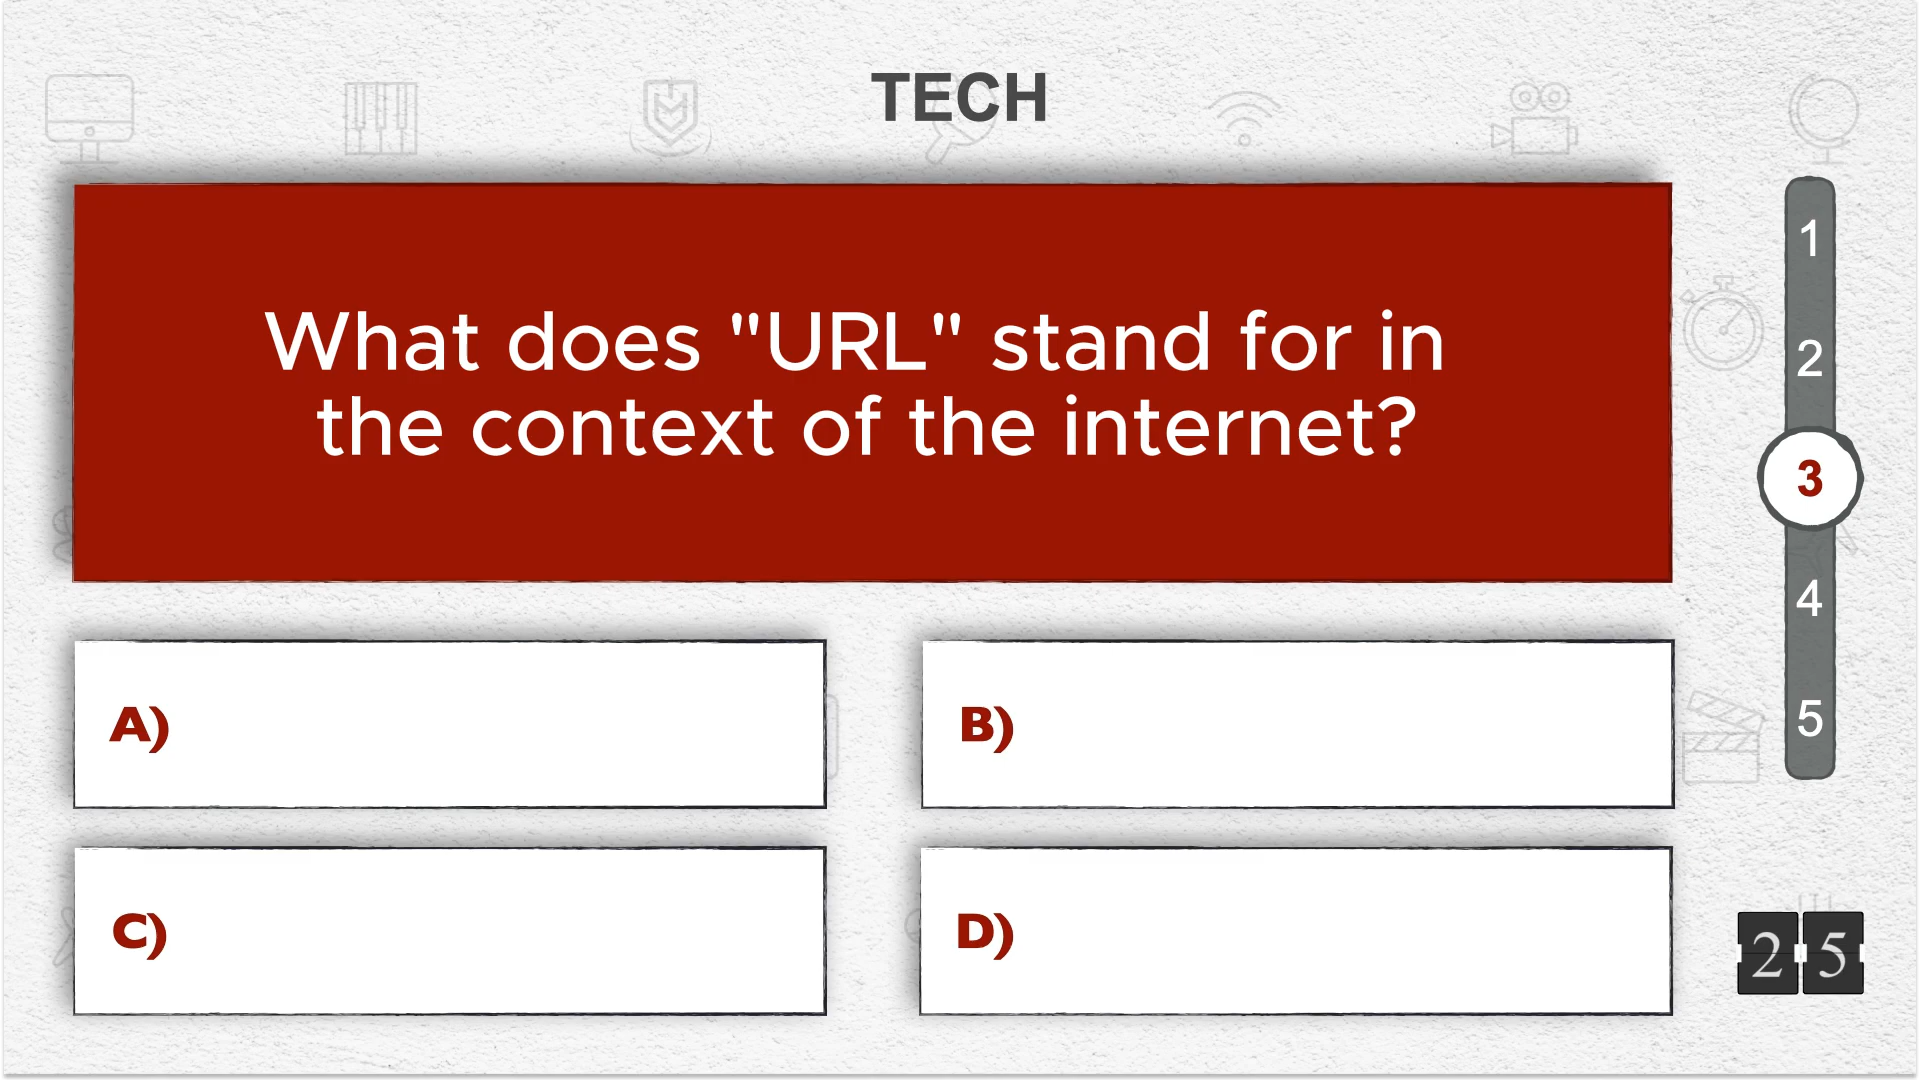 TECH
What does "URL" stand for in
the context of the internet?
A)
B)
C)
D)
1
2
3
4
5
25